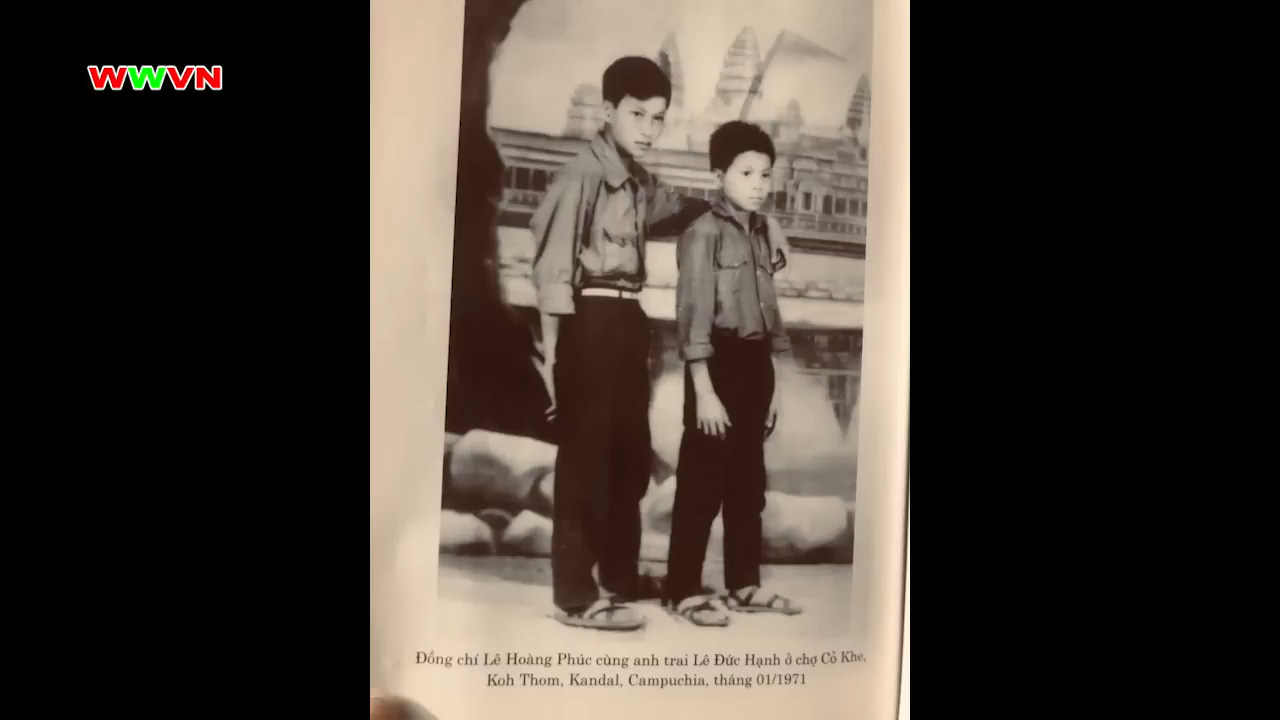 WWVN
Đồng chí Lê Hoàng Phúc cùng anh trai Lê Đức Hạnh ở chợ Cỏ Khe,
Koh Thom, Kandal, Campuchia, tháng 01/1971